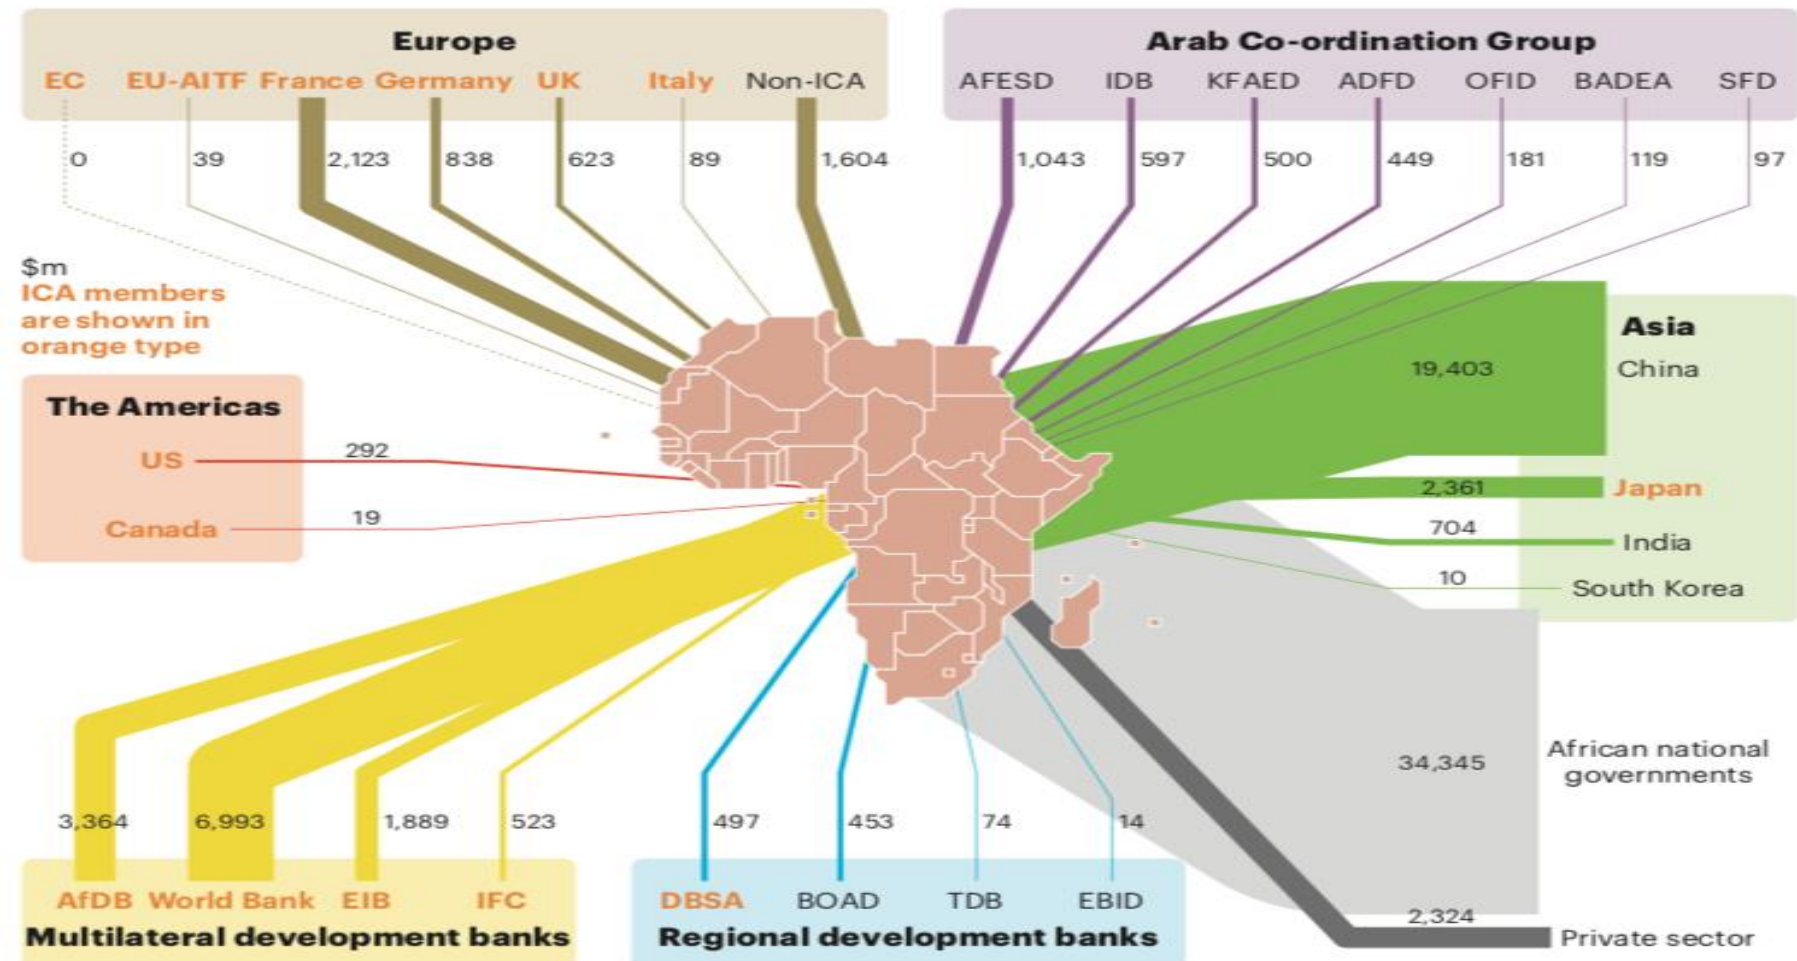 Europe
EC EU-AITF France Germany UK Italy Non-ICA
0 39 2,123 838 623 89 1,604
Arab Co-ordination Group
AFESD IDB KFAED ADFD OFID BADEA SFD
1,043 597 500 449 181 119 97
$m
ICA members
are shown in
orange type
The Americas
US 292
Canada 19
Asia
19,403 China
2,361 Japan
704 India
10 South Korea
34,345
African national
governments
2,324 Private sector
3,364 6,993 1,889 523
AfDB World Bank EIB IFC
Multilateral development banks
497 453 74 14
DBSA BOAD TDB EBID
Regional development banks